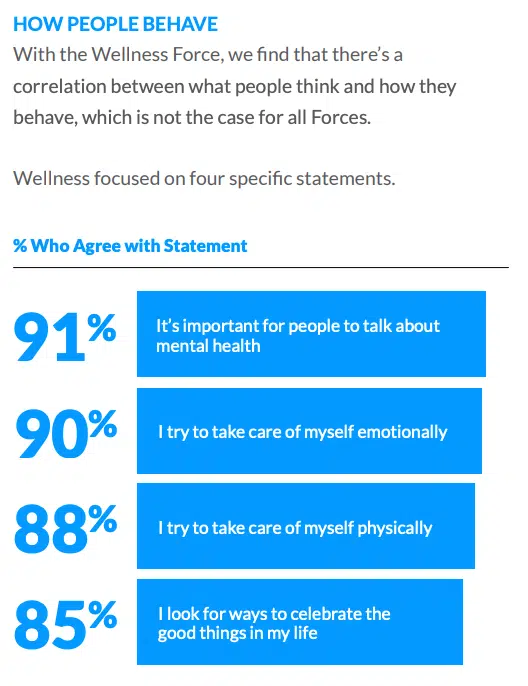 HOW PEOPLE BEHAVE
With the Wellness Force, we find that there's a
correlation between what people think and how they
behave, which is not the case for all Forces.
Wellness focused on four specific statements.
% Who Agree with Statement
91%
It's important for people to talk about
mental health
90%
I try to take care of myself emotionally
88%
I try to take care of myself physically
85%
I look for ways to celebrate the
good things in my life